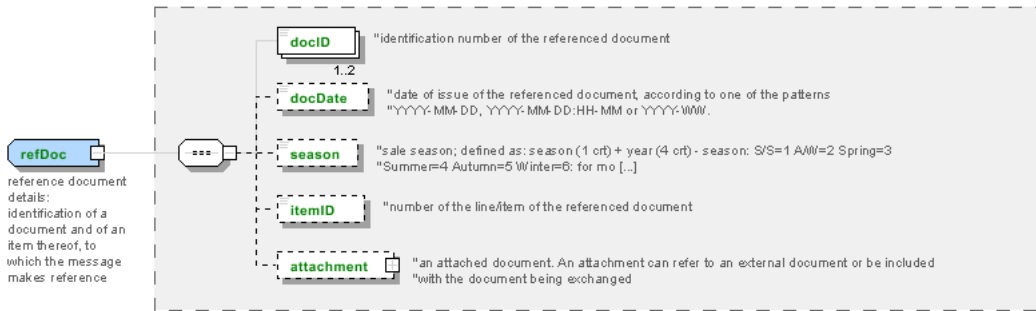 docID
"identification number of the referenced document
1..2
docDate
"date of issue of the referenced document, according to one of the patterns
"YYYY-MM-DD, YYYY-MM-DD:HH-MM or YYYY-WW.
refDoc
season
"sale season; defined as: season (1 crt) + year (4 crt) - season: S/S=1 A/W=2 Spring=3
"Summer=4 Autumn=5 Winter=6: for mo [...]
reference document
details:
identification of a
document and of an
item thereof, to
which the message
makes reference
itemID
"number of the line/item of the referenced document
attachment
"an attached document. An attachment can refer to an external document or be included
"with the document being exchanged